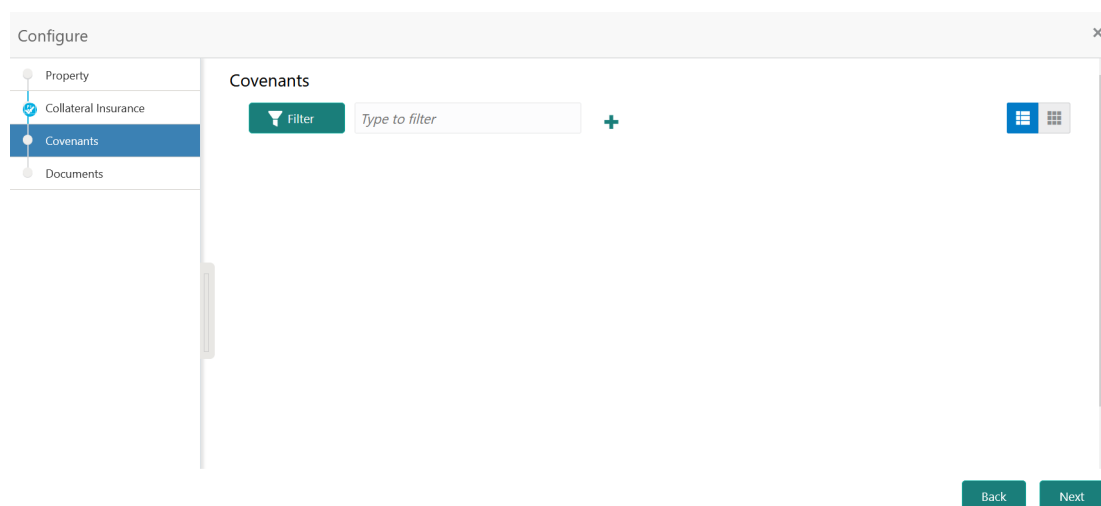 Configure
Property
Collateral Insurance
Covenants
Documents
Covenants
Filter
Type to filter
Back
Next